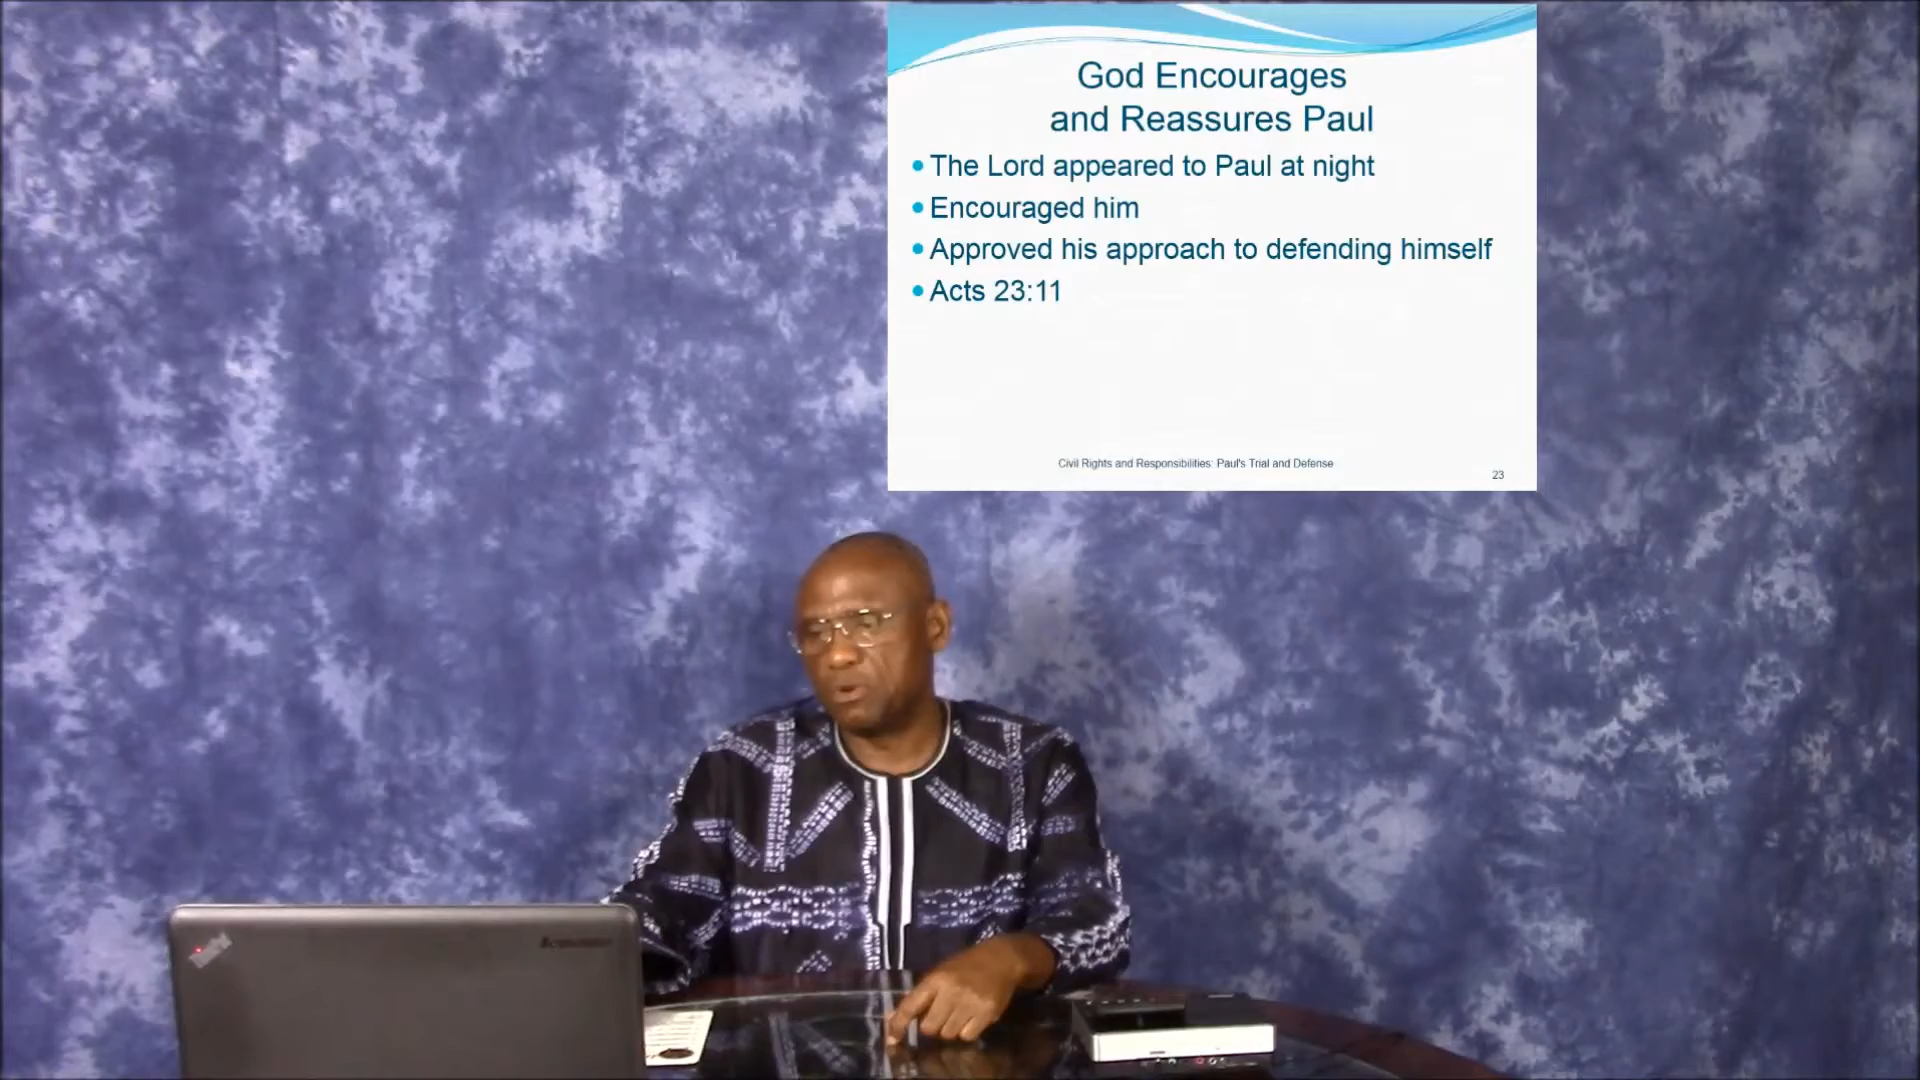 God Encourages
and Reassures Paul
• The Lord appeared to Paul at night
• Encouraged him
• Approved his approach to defending himself
• Acts 23:11
Civil Rights and Responsibilities: Paul's Trial and Defense
23